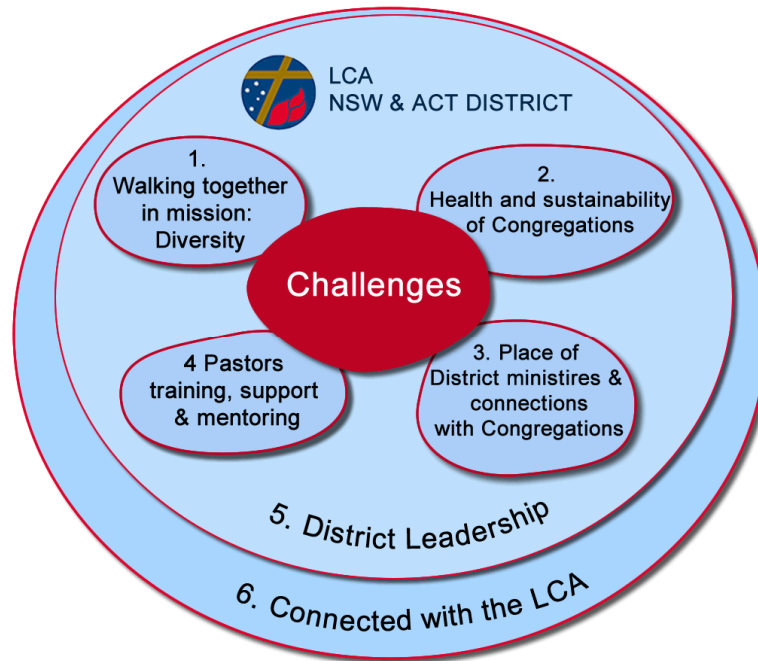 LCA
NSW & ACT DISTRICT
1.
Walking together
in mission:
Diversity
2.
Health and sustainability
of Congregations
Challenges
4 Pastors
training, support
& mentoring
3. Place of
District ministires &
connections
with Congregations
5. District Leadership
6. Connected with the LCA